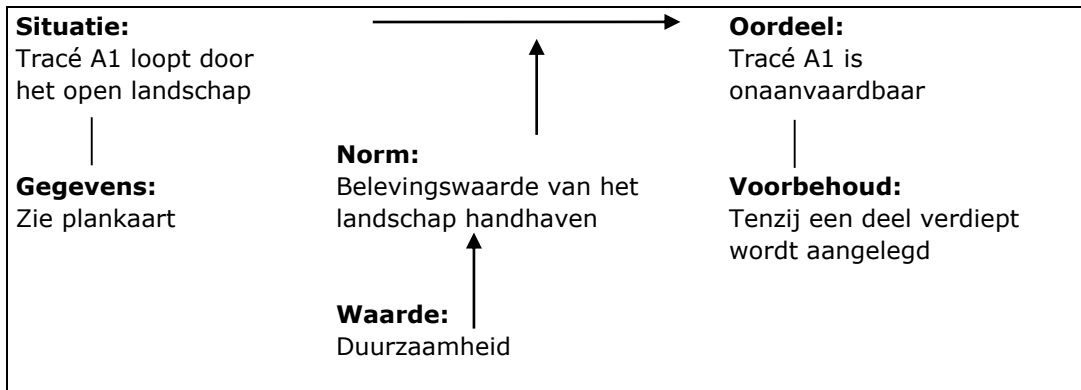 Situatie:
Tracé A1 loopt door
het open landschap
Gegevens:
Zie plankaart
Norm:
Belevingswaarde van het
landschap handhaven
Waarde:
Duurzaamheid
Oordeel:
Tracé A1 is
onaanvaardbaar
Voorbehoud:
Tenzij een deel verdiept
wordt aangelegd